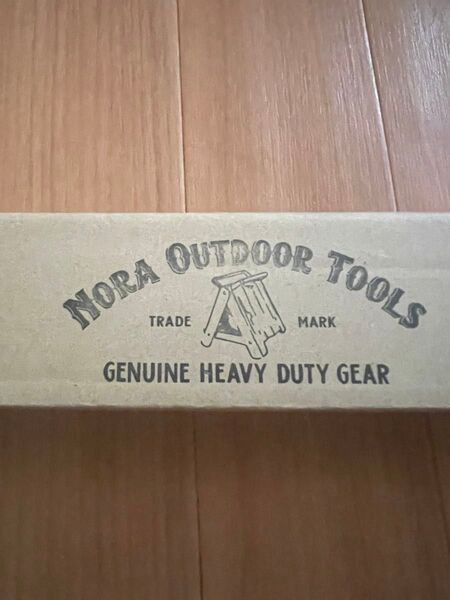 NORA OUTDOOR TOOLS
TRADE MARK
GENUINE HEAVY DUTY GEAR